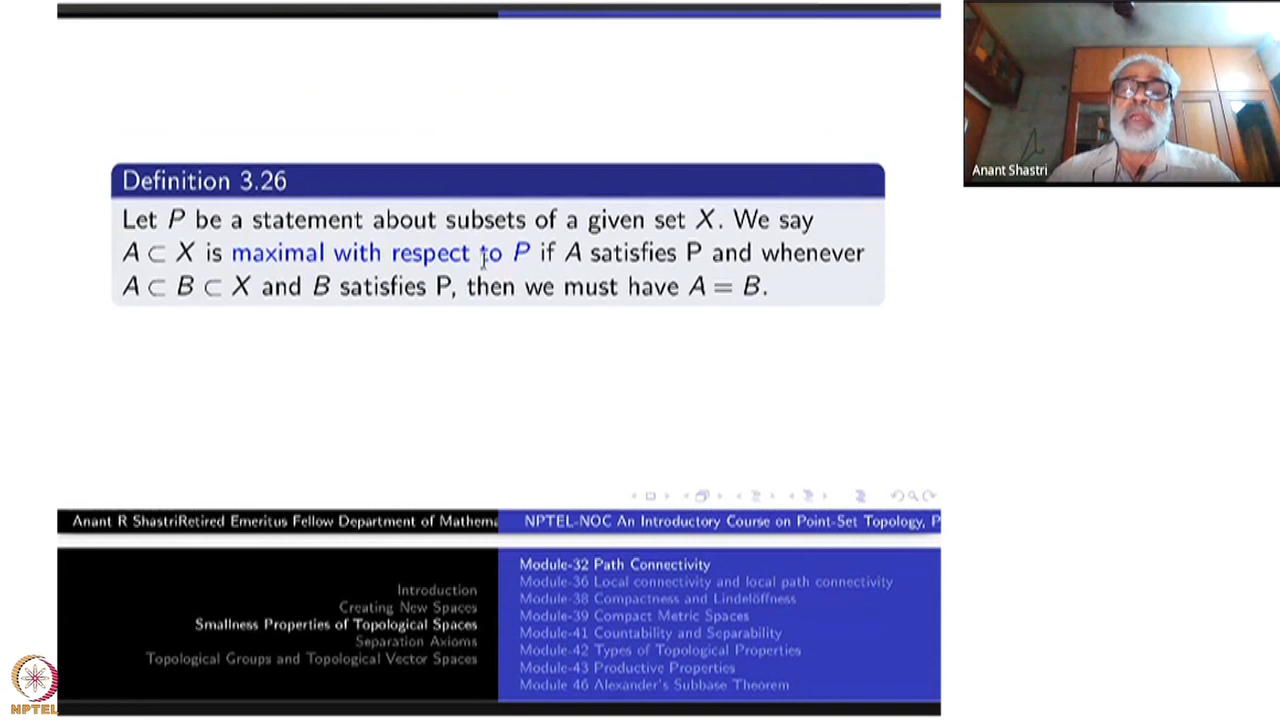 Definition 3.26
Let P be a statement about subsets of a given set X. We say
A ⊂ X is maximal with respect to P if A satisfies P and whenever
A ⊂ B ⊂ X and B satisfies P, then we must have A = B.
Anant Shastri
Anant R ShastriRetired Emeritus Fellow Department of Mathema
NPTEL-NOC An Introductory Course on Point-Set Topology, P
Introduction
Creating New Spaces
Smallness Properties of Topological Spaces
Separation Axioms
Topological Groups and Topological Vector Spaces
Module-32 Path Connectivity
Module-36 Local connectivity and local path connectivity
Module-38 Compactness and Lindelöffness
Module-39 Compact Metric Spaces
Module-41 Countability and Separability
Module-42 Types of Topological Properties
Module-43 Productive Properties
Module 46 Alexander's Subbase Theorem
NPTEL